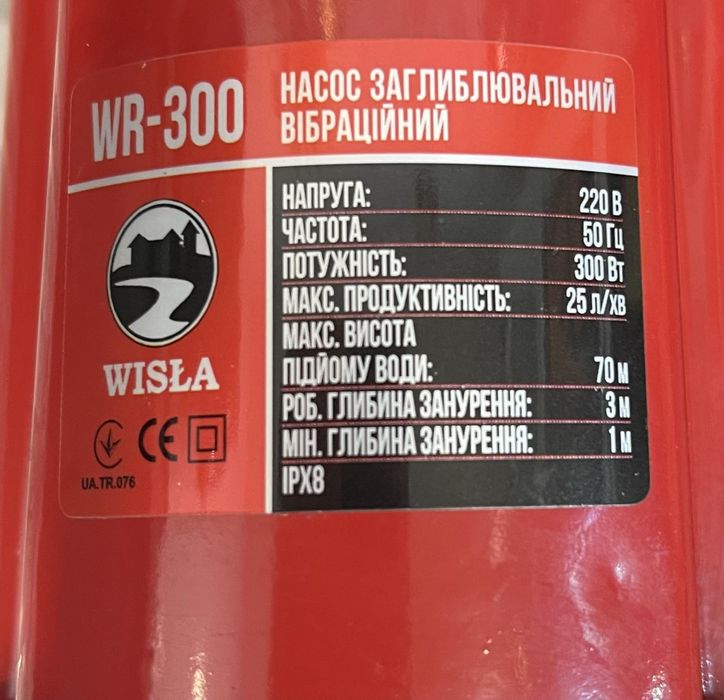 WR-300
НАСОС ЗАГЛИБЛЮВАЛЬНИЙ
ВІБРАЦІЙНИЙ
WISŁA
CE
UA.TR.076
НАПРУГА: 220 В
ЧАСТОТА: 50 Гц
ПОТУЖНІСТЬ: 300 Вт
МАКС. ПРОДУКТИВНІСТЬ: 25 л/хв
МАКС. ВИСОТА
ПІДЙОМУ ВОДИ: 70 м
РОБ. ГЛИБИНА ЗАНУРЕННЯ: 3 м
МІН. ГЛИБИНА ЗАНУРЕННЯ: 1 м
IPX8